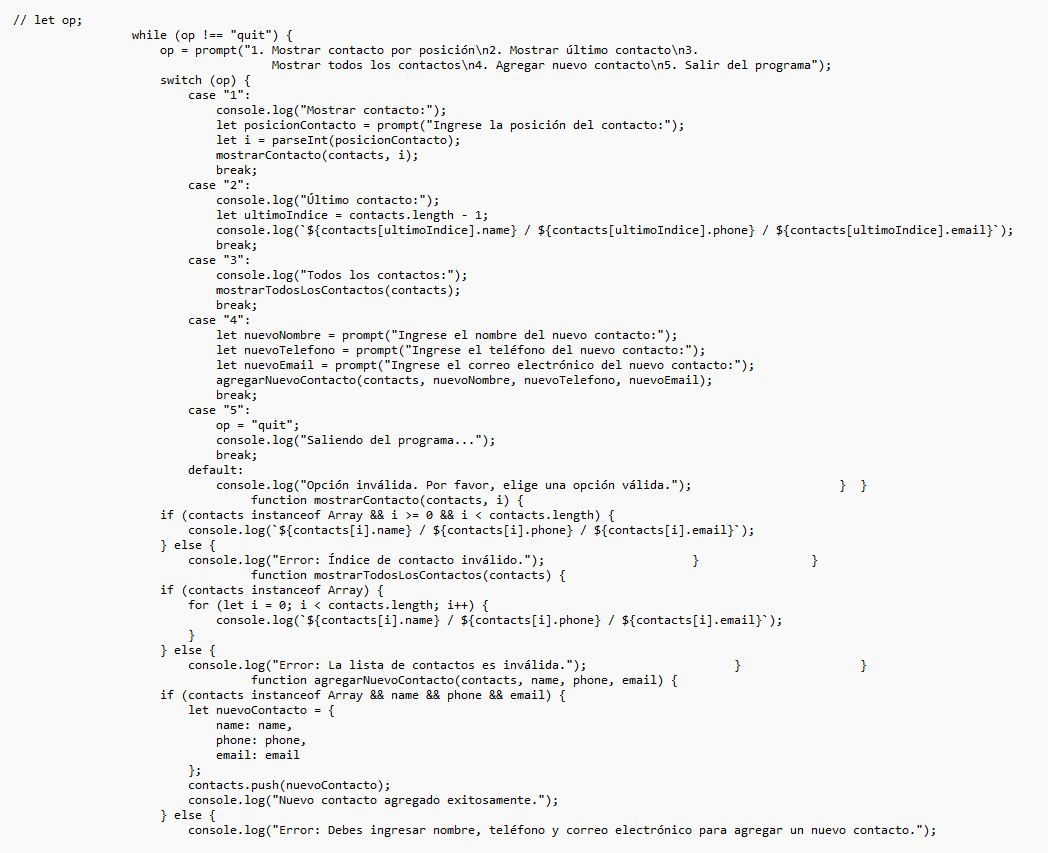 // let op;
while (op !== "quit") {
op = prompt("1. Mostrar contacto por posición\n2. Mostrar último contacto\n3.
Mostrar todos los contactos\n4. Agregar nuevo contacto\n5. Salir del programa");
switch (op) {
case "1":
console.log("Mostrar contacto:");
let posicionContacto = prompt("Ingrese la posición del contacto:");
let i = parseInt(posicionContacto);
mostrarContacto(contacts, i);
break;
case "2":
console.log("Último contacto:");
let ultimoIndice = contacts.length - 1;
console.log(`${contacts[ultimoIndice].name} / ${contacts[ultimoIndice].phone} / ${contacts[ultimoIndice].email}`);
break;
case "3":
console.log("Todos los contactos:");
mostrarTodosLosContactos(contacts);
break;
case "4":
let nuevoNombre = prompt("Ingrese el nombre del nuevo contacto:");
let nuevoTelefono = prompt("Ingrese el teléfono del nuevo contacto:");
let nuevoEmail = prompt("Ingrese el correo electrónico del nuevo contacto:");
agregarNuevoContacto(contacts, nuevoNombre, nuevoTelefono, nuevoEmail);
break;
case "5":
op = "quit";
console.log("Saliendo del programa...");
break;
default:
console.log("Opción inválida. Por favor, elige una opción válida."); } }
function mostrarContacto(contacts, i) {
if (contacts instanceof Array && i >= 0 && i < contacts.length) {
console.log(`${contacts[i].name} / ${contacts[i].phone} / ${contacts[i].email}`);
} else {
console.log("Error: Índice de contacto inválido."); } }
function mostrarTodosLosContactos(contacts) {
if (contacts instanceof Array) {
for (let i = 0; i < contacts.length; i++) {
console.log(`${contacts[i].name} / ${contacts[i].phone} / ${contacts[i].email}`);
}
} else {
console.log("Error: La lista de contactos es inválida."); } }
function agregarNuevoContacto(contacts, name, phone, email) {
if (contacts instanceof Array && name && phone && email) {
let nuevoContacto = {
name: name,
phone: phone,
email: email
};
contacts.push(nuevoContacto);
console.log("Nuevo contacto agregado exitosamente.");
} else {
console.log("Error: Debes ingresar nombre, teléfono y correo electrónico para agregar un nuevo contacto.");